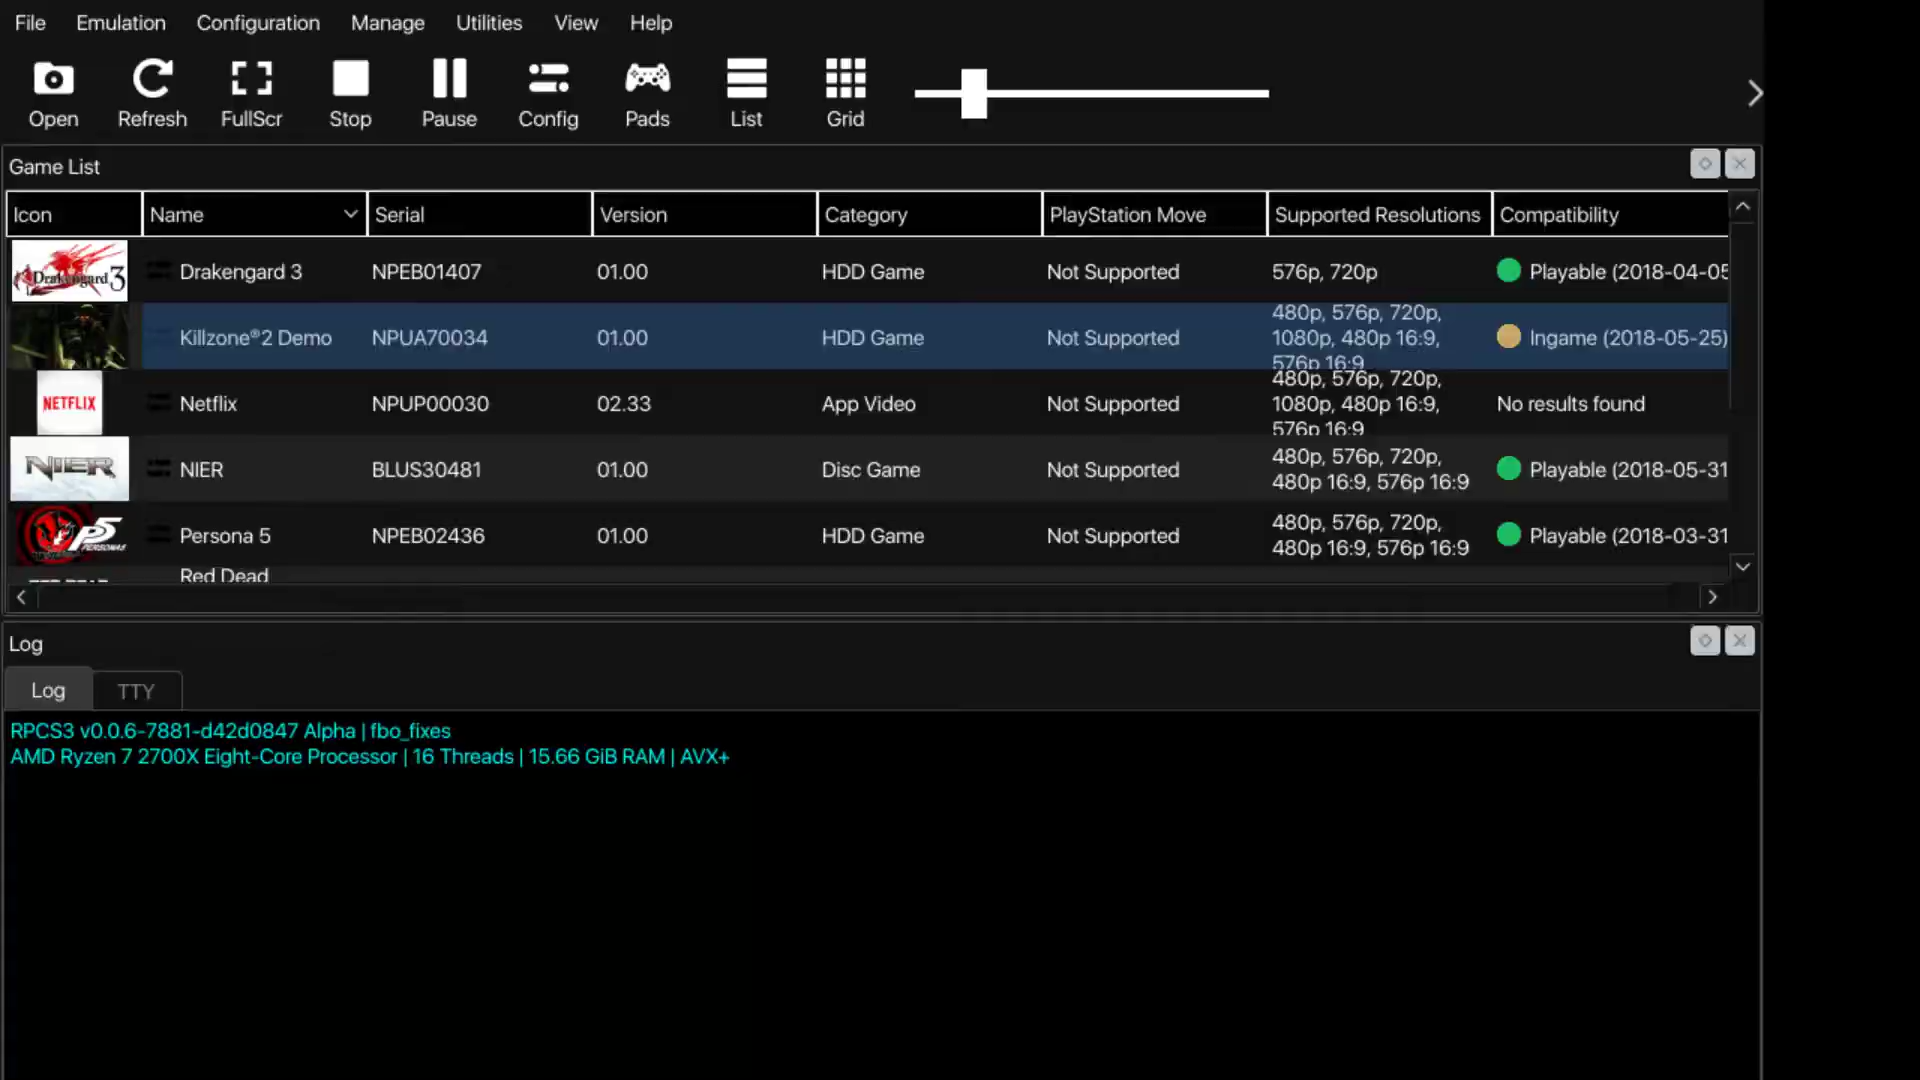 File Emulation Configuration Manage Utilities View Help
Open Refresh FullScr Stop Pause Config Pads List Grid
Game List
Icon Name Serial Version Category PlayStation Move Supported Resolutions Compatibility
Drakengard 3 Drakengard 3 NPEB01407 01.00 HDD Game Not Supported 576p, 720p Playable (2018-04-05
480p, 576p, 720p,
Killzone®2 Demo NPUA70034 01.00 HDD Game Not Supported 1080p, 480p 16:9, Ingame (2018-05-25)
576p 16:9
480p, 576p, 720p,
NETFLIX Netflix NPUP00030 02.33 App Video Not Supported 1080p, 480p 16:9, No results found
576p 16:9
480p, 576p, 720p,
NIER NIER BLUS30481 01.00 Disc Game Not Supported Playable (2018-05-31
480p 16:9, 576p 16:9
480p, 576p, 720p,
P5 Persona 5 NPEB02436 01.00 HDD Game Not Supported Playable (2018-03-31
480p 16:9, 576p 16:9
Red Dead
Log
Log TTY
RPCS3 v0.0.6-7881-d42d0847 Alpha | fbo_fixes
AMD Ryzen 7 2700X Eight-Core Processor | 16 Threads | 15.66 GiB RAM | AVX+